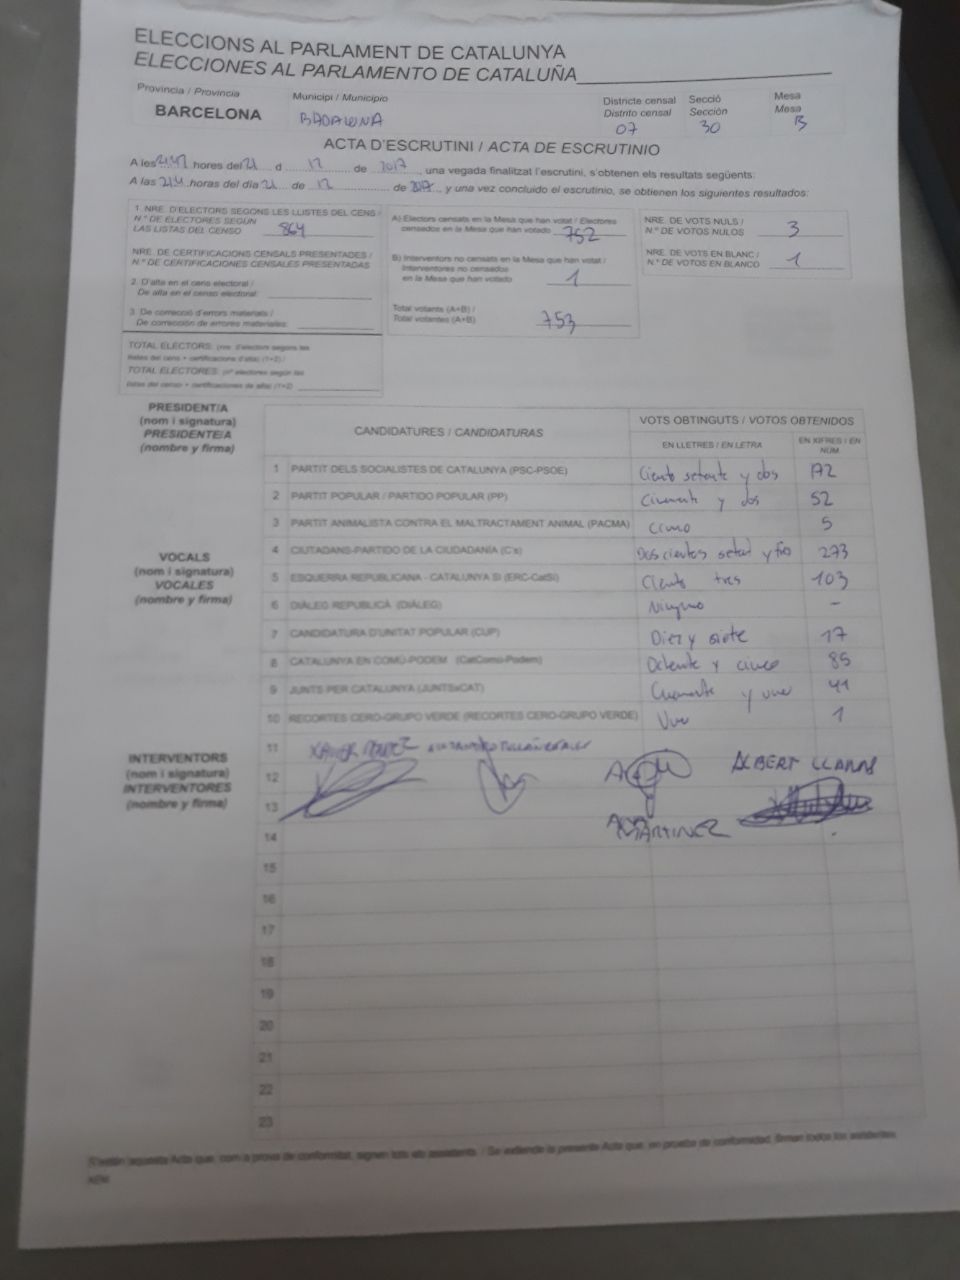 ELECCIONS AL PARLAMENT DE CATALUNYA
ELECCIONES AL PARLAMENTO DE CATALUÑA
Província / Provincia
BARCELONA
Municipi / Municipio
BADALONA
Districte censal
Distrito censal
07
Secció
Sección
30
Mesa
Mesa
B
ACTA D'ESCRUTINI / ACTA DE ESCRUTINIO
A les 21,47 hores del 21 d 12 de 2017, una vegada finalitzat l'escrutini, s'obtenen els resultats següents:
A las horas del día 21 de 12 de 2017, y una vez concluido el escrutinio, se obtienen los siguientes resultados:
1. NRE. D'ELECTORS SEGONS LES LLISTES DEL CENS /
N.º DE ELECTORES SEGÚN
LAS LISTAS DEL CENSO 864
NRE. DE CERTIFICACIONS CENSALS PRESENTADES /
N.º DE CERTIFICACIONES CENSALES PRESENTADAS
2. D'alta en el cens electoral /
De alta en el censo electoral:
3. De correcció d'errors materials /
De corrección de errores materiales:
TOTAL ELECTORS: (nre. d'electors segons les
llistes del cens + certificacions d'alta) (1+2) /
TOTAL ELECTORES: (nº electores según las
listas del censo + certificaciones de alta) (1+2)
A) Electors censats en la Mesa que han votat / Electores
censados en la Mesa que han votado 752
B) Interventors no censats en la Mesa que han votat /
Interventores no censados
en la Mesa que han votado 1
Total votants (A+B) /
Total votantes (A+B) 753
NRE. DE VOTS NULS /
N.º DE VOTOS NULOS 3
NRE. DE VOTS EN BLANC /
N.º DE VOTOS EN BLANCO 1
PRESIDENT/A
(nom i signatura)
PRESIDENTE/A
(nombre y firma)
VOCALS
(nom i signatura)
VOCALES
(nombre y firma)
INTERVENTORS
(nom i signatura)
INTERVENTORES
(nombre y firma)
CANDIDATURES / CANDIDATURAS
VOTS OBTINGUTS / VOTOS OBTENIDOS
EN LLETRES / EN LETRA
EN XIFRES / EN NÚM.
1 PARTIT DELS SOCIALISTES DE CATALUNYA (PSC-PSOE) Ciento setenta y dos 172
2 PARTIT POPULAR / PARTIDO POPULAR (PP) y dos 52
3 PARTIT ANIMALISTA CONTRA EL MALTRACTAMENT ANIMAL (PACMA) 5
4 CIUTADANS-PARTIDO DE LA CIUDADANÍA (C's) Dos cientos 273
5 ESQUERRA REPUBLICANA - CATALUNYA SÍ (ERC-CatSí) Ciento tres 103
6 DIÀLEG REPUBLICÀ (DIÀLEG) Ninguno -
7 CANDIDATURA D'UNITAT POPULAR (CUP) Diez y siete 17
8 CATALUNYA EN COMÚ-PODEM (CatComú-Podem) Ochenta y cinco 85
9 JUNTS PER CATALUNYA (JUNTSxCAT) Cuarenta y uno 41
10 RECORTES CERO-GRUPO VERDE (RECORTES CERO-GRUPO VERDE) Uno 1
11 XAVIER
12 ALBERT LLANAS
13
MARTINEZ
14
15
16
17
18
19
20
21
22
23
S'estén aquesta Acta que, com a prova de conformitat, signen tots els assistents. / Se extiende la presente Acta que, en prueba de conformidad, firman todos los asistentes.